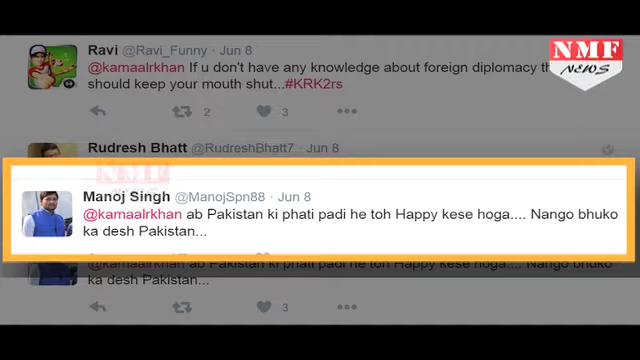 Ravi @Ravi_Funny · Jun 8
@kamaalrkhan If u don't have any knowledge about foreign diplomacy
should keep your mouth shut...#KRK2rs
2
3
NMF
NEWS
Rudresh Bhatt @RudreshBhatt7 · Jun 8
NMF
Manoj Singh @ManojSpn88 · Jun 8
@kamaalrkhan ab Pakistan ki phati padi he toh Happy kese hoga.... Nango bhuko
ka desh Pakistan...
@kamaalrkhan ab Pakistan ki phati padi he toh Happy kese hoga.... Nango bhuko
ka desh Pakistan...
3